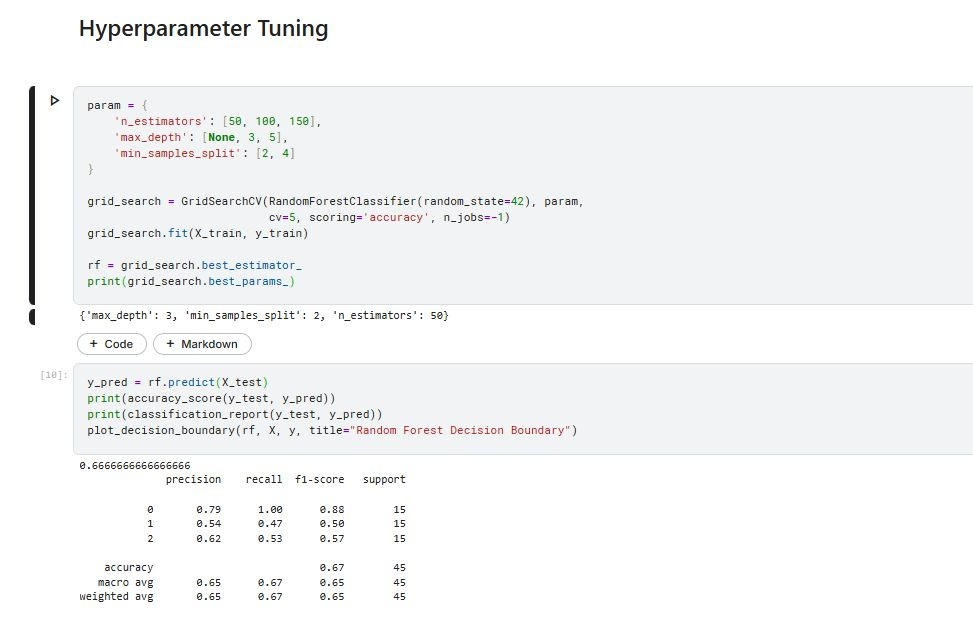 Hyperparameter Tuning
param = {
    'n_estimators': [50, 100, 150],
    'max_depth': [None, 3, 5],
    'min_samples_split': [2, 4]
}
grid_search = GridSearchCV(RandomForestClassifier(random_state=42), param,
                           cv=5, scoring='accuracy', n_jobs=-1)
grid_search.fit(X_train, y_train)
rf = grid_search.best_estimator_
print(grid_search.best_params_)
{'max_depth': 3, 'min_samples_split': 2, 'n_estimators': 50}
+ Code + Markdown
[10]:
y_pred = rf.predict(X_test)
print(accuracy_score(y_test, y_pred))
print(classification_report(y_test, y_pred))
plot_decision_boundary(rf, X, y, title="Random Forest Decision Boundary")
0.6666666666666666
              precision    recall  f1-score   support
           0       0.79      1.00      0.88        15
           1       0.54      0.47      0.50        15
           2       0.62      0.53      0.57        15
    accuracy                           0.67        45
   macro avg       0.65      0.67      0.65        45
weighted avg       0.65      0.67      0.65        45